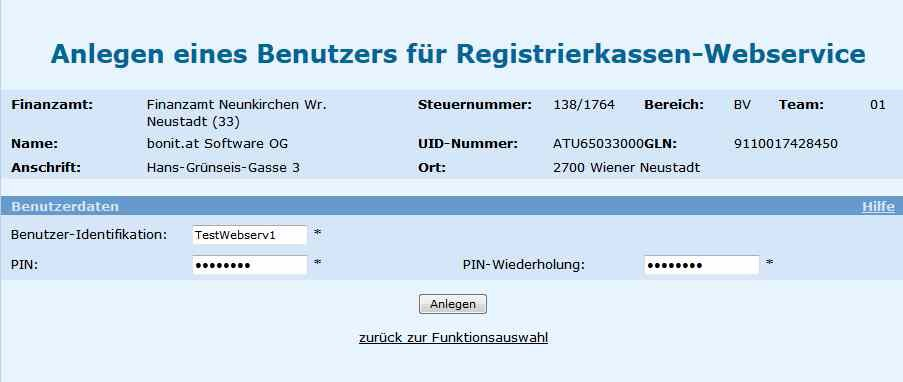 Anlegen eines Benutzers für Registrierkassen-Webservice
Finanzamt: Finanzamt Neunkirchen Wr. Neustadt (33) Steuernummer: 138/1764 Bereich: BV Team: 01
Name: bonit.at Software OG UID-Nummer: ATU65033000 GLN: 9110017428450
Anschrift: Hans-Grünseis-Gasse 3 Ort: 2700 Wiener Neustadt
Benutzerdaten Hilfe
Benutzer-Identifikation: TestWebserv1 *
PIN: •••••••• * PIN-Wiederholung: •••••••• *
Anlegen
zurück zur Funktionsauswahl